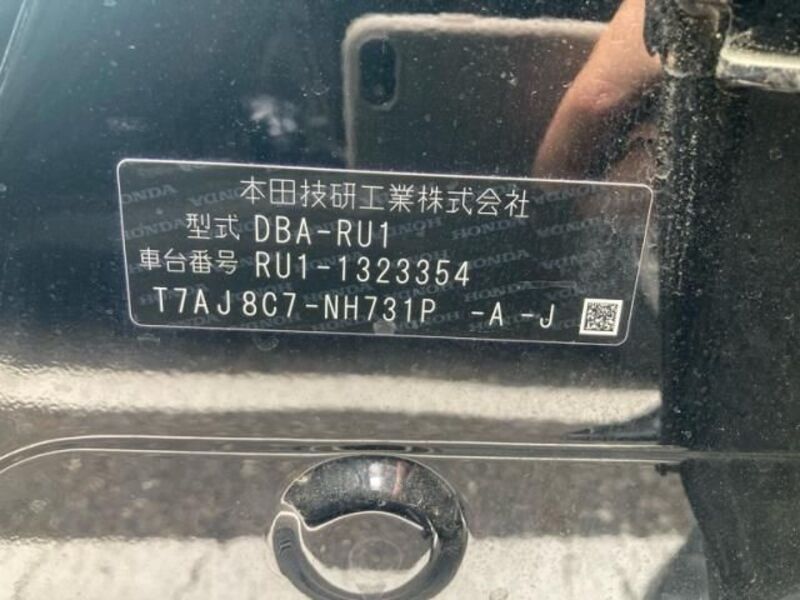 本田技研工業株式会社
型式 DBA-RU1
車台番号 RU1-1323354
T7AJ8C7-NH731P -A -J